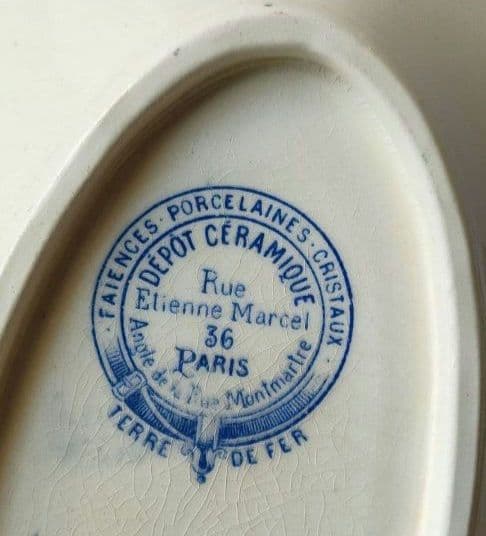 · FAIENCES · PORCELAINES · CRISTAUX ·
DÉPOT CÉRAMIQUE
Rue
Etienne Marcel
36
PARIS
Angle de la Rue Montmartre
TERRE DE FER